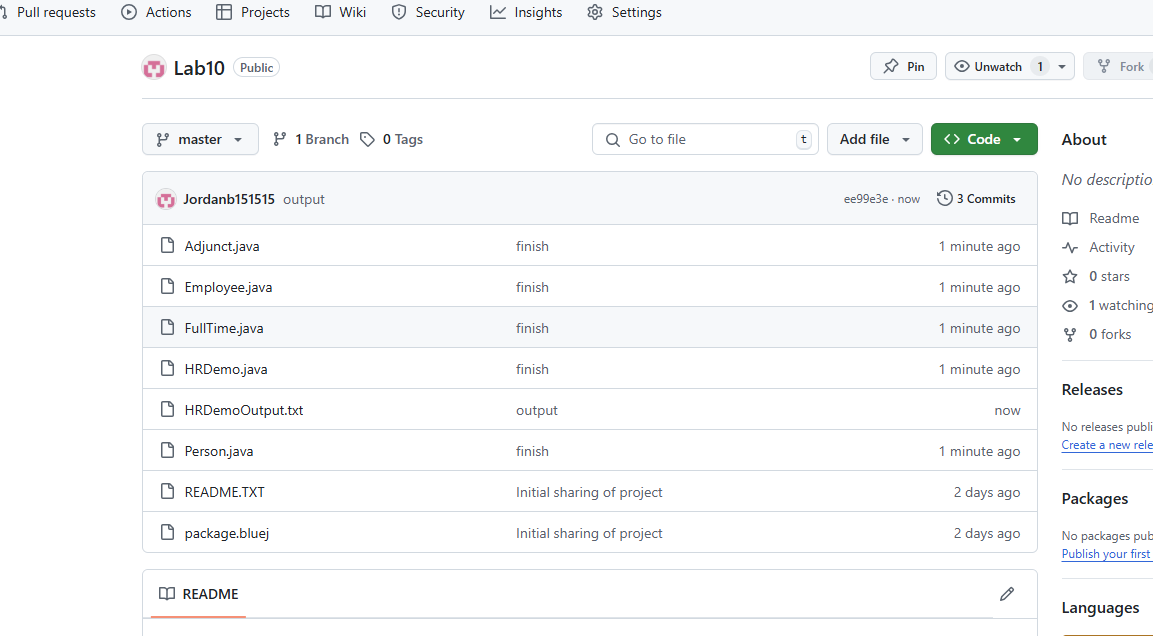 Pull requests Actions Projects Wiki Security Insights Settings
Lab10 Public Pin Unwatch 1 Fork
master 1 Branch 0 Tags Go to file t Add file Code
About
No descriptio
Jordanb151515 output ee99e3e · now 3 Commits
Readme
Adjunct.java finish 1 minute ago
Activity
0 stars
Employee.java finish 1 minute ago
1 watching
FullTime.java finish 1 minute ago
0 forks
HRDemo.java finish 1 minute ago
Releases
HRDemoOutput.txt output now
No releases publi
Create a new rele
Person.java finish 1 minute ago
README.TXT Initial sharing of project 2 days ago
Packages
package.bluej Initial sharing of project 2 days ago
No packages pub
Publish your first
README
Languages